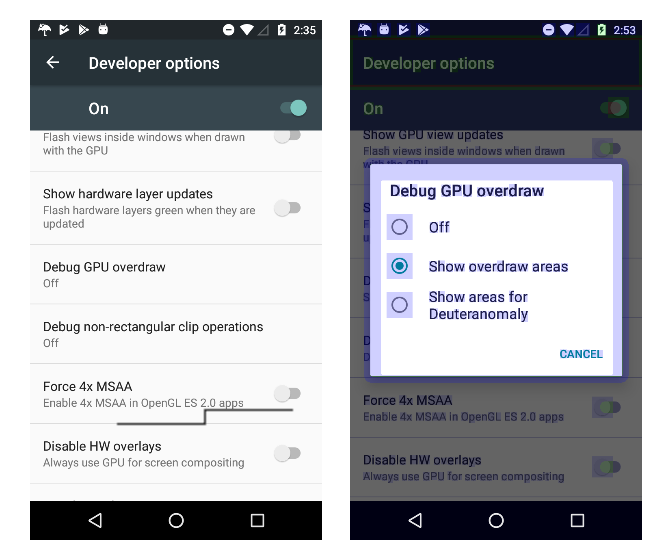 2:35
Developer options
On
Flash views inside windows when drawn
with the GPU
Show hardware layer updates
Flash hardware layers green when they are
updated
Debug GPU overdraw
Off
Debug non-rectangular clip operations
Off
Force 4x MSAA
Enable 4x MSAA in OpenGL ES 2.0 apps
Disable HW overlays
Always use GPU for screen compositing
2:53
Developer options
On
Show GPU view updates
Flash views inside windows when drawn
with the GPU
Debug GPU overdraw
Off
Show overdraw areas
Show areas for
Deuteranomaly
CANCEL
Force 4x MSAA
Enable 4x MSAA in OpenGL ES 2.0 apps
Disable HW overlays
Always use GPU for screen compositing